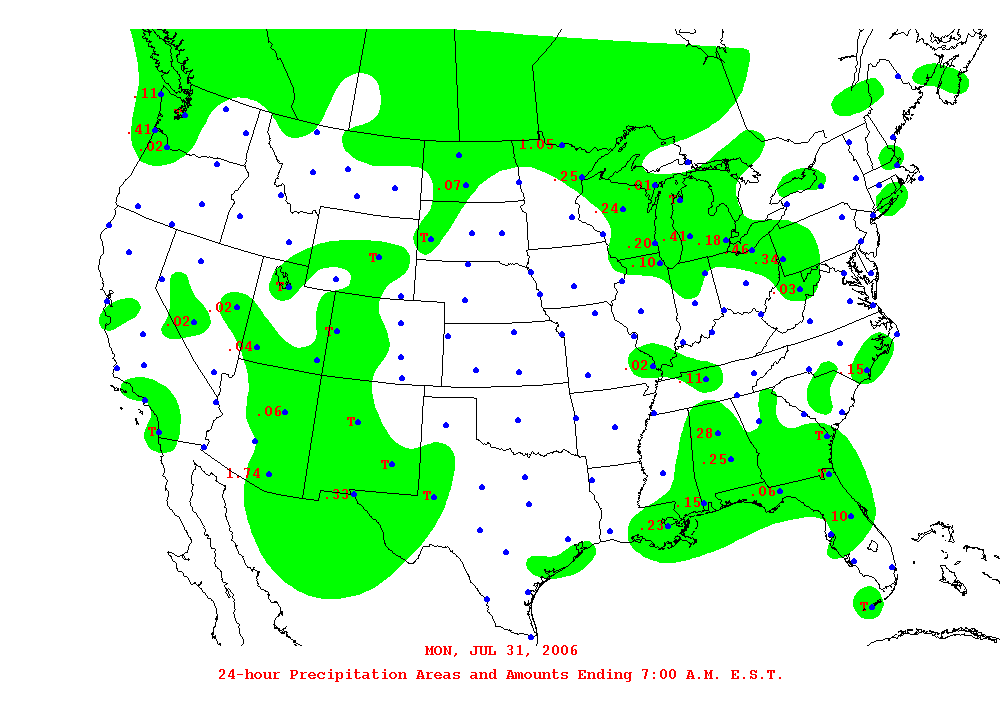 .11
.41
.02
1.05
.25
.07
.01
T
.24
T
.20
.41
.18
.46
.34
T
.10
T
.03
.02
.02
T
.04
.02
.11
.15
.06
T
T
28
T
T
.25
1.74
T
.33
T
.06
.15
10
.23
T
MON, JUL 31, 2006
24-hour Precipitation Areas and Amounts Ending 7:00 A.M. E.S.T.